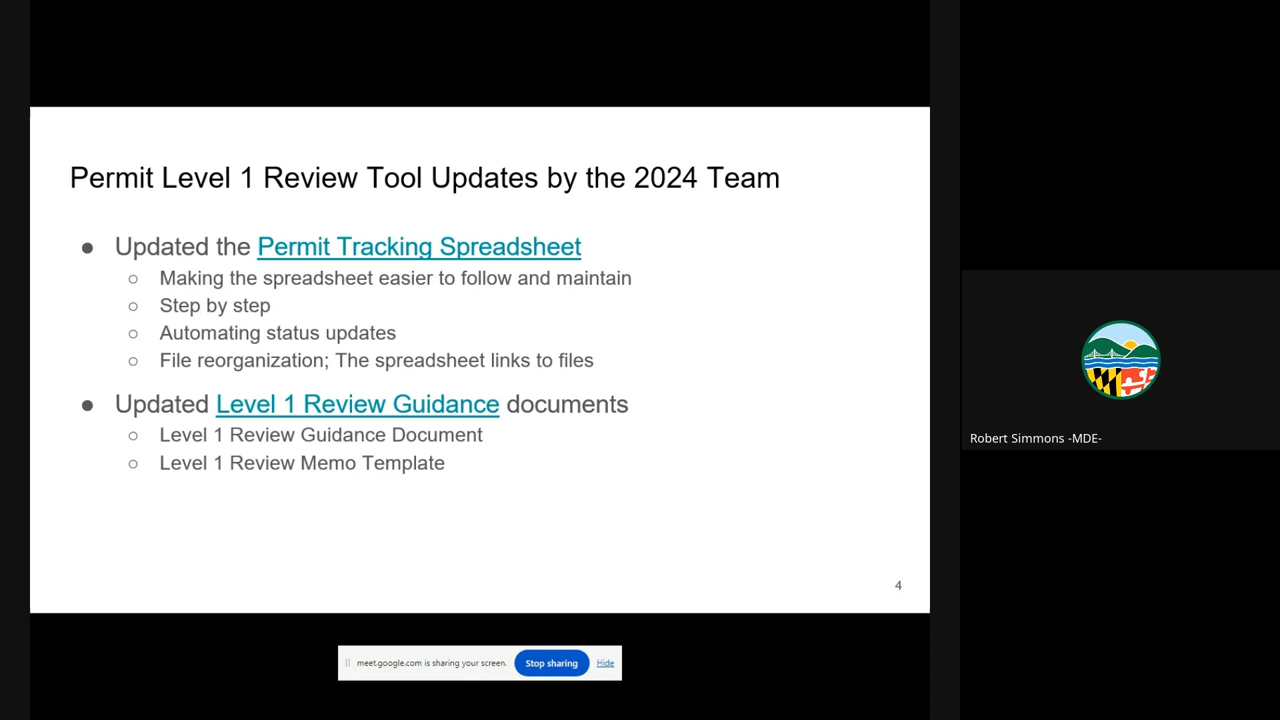 Permit Level 1 Review Tool Updates by the 2024 Team
● Updated the Permit Tracking Spreadsheet
○ Making the spreadsheet easier to follow and maintain
○ Step by step
○ Automating status updates
○ File reorganization; The spreadsheet links to files
● Updated Level 1 Review Guidance documents
○ Level 1 Review Guidance Document
○ Level 1 Review Memo Template
4
meet.google.com is sharing your screen. Stop sharing Hide
Robert Simmons -MDE-